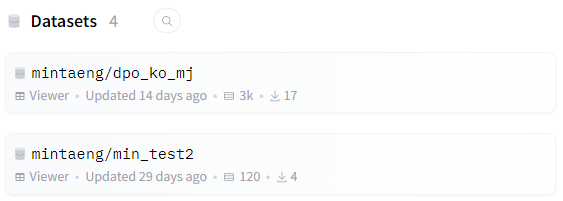 Datasets 4
mintaeng/dpo_ko_mj
Viewer • Updated 14 days ago • 3k • 17
mintaeng/min_test2
Viewer • Updated 29 days ago • 120 • 4